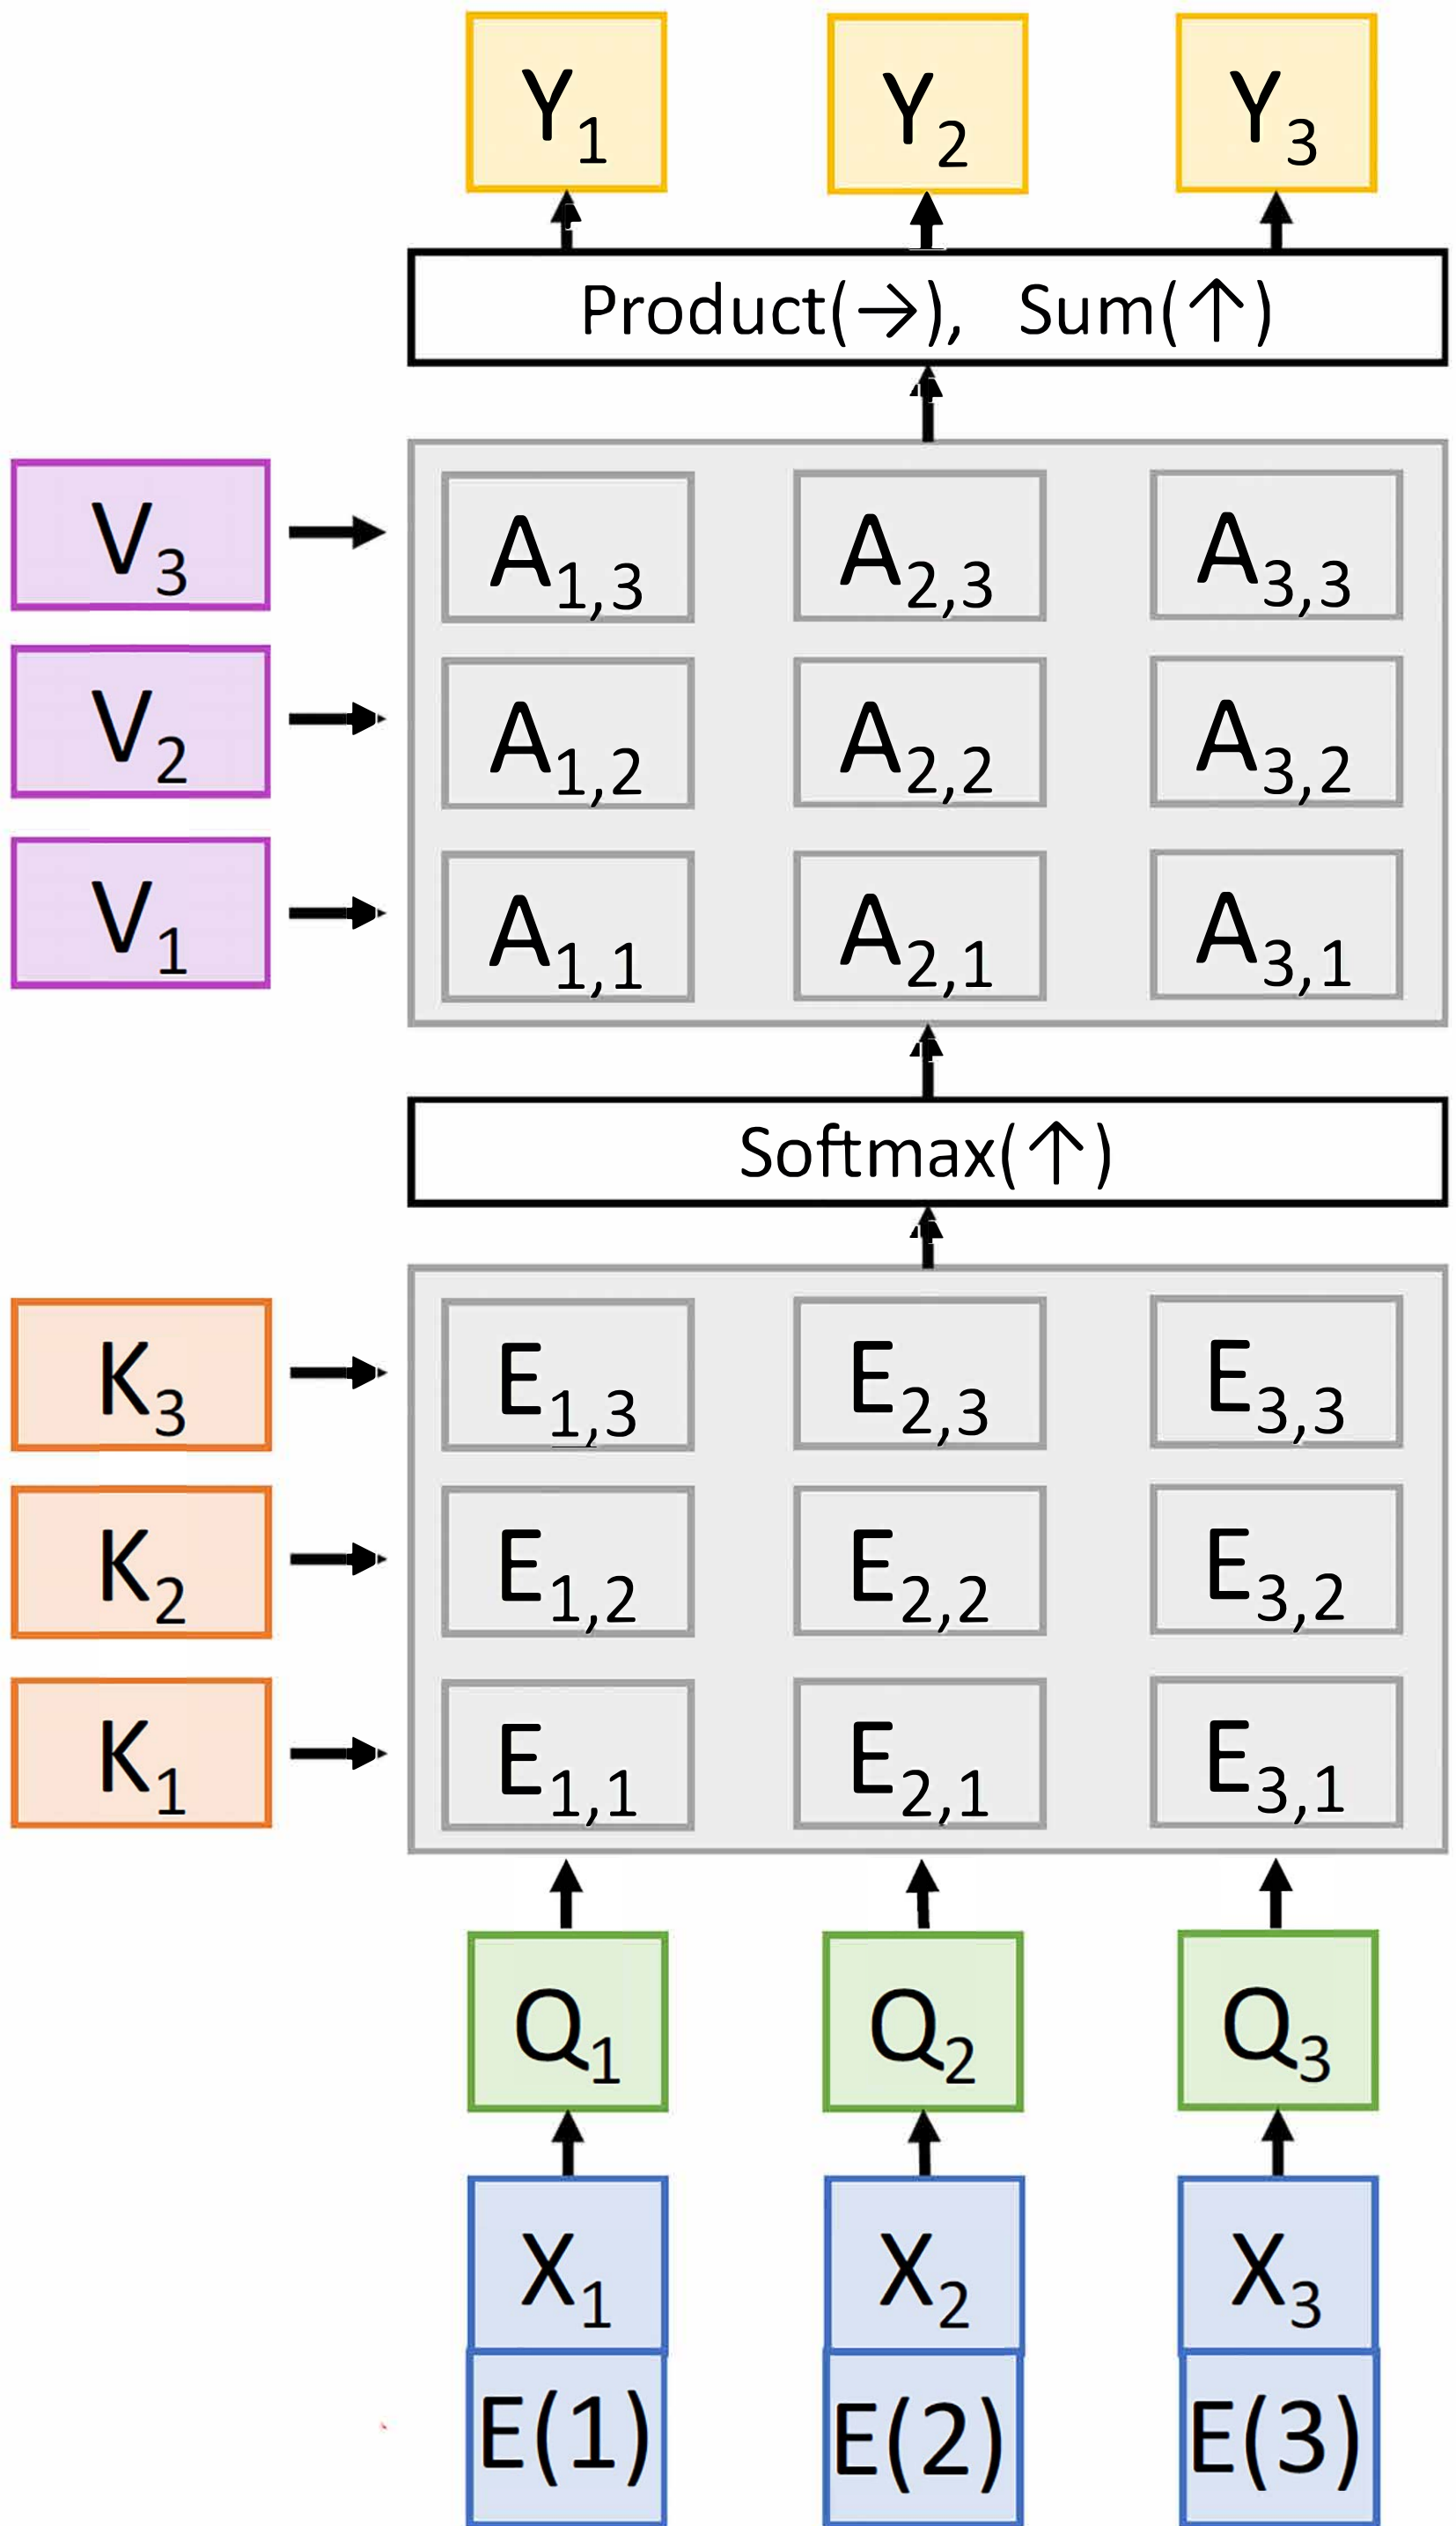 Y1 Y2 Y3
Product(→), Sum(↑)
V3 A1,3 A2,3 A3,3
V2 A1,2 A2,2 A3,2
V1 A1,1 A2,1 A3,1
Softmax(↑)
K3 E1,3 E2,3 E3,3
K2 E1,2 E2,2 E3,2
K1 E1,1 E2,1 E3,1
Q1 Q2 Q3
X1 X2 X3
E(1) E(2) E(3)